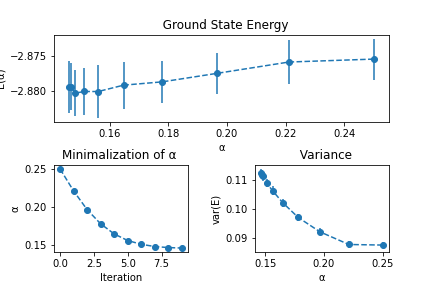 Ground State Energy
E(α)
−2.875
−2.880
0.16 0.18 0.20 0.22 0.24
α
Minimalization of α
α
0.25
0.20
0.15
0.0 2.5 5.0 7.5
Iteration
Variance
var(E)
0.11
0.10
0.09
0.15 0.20 0.25
α